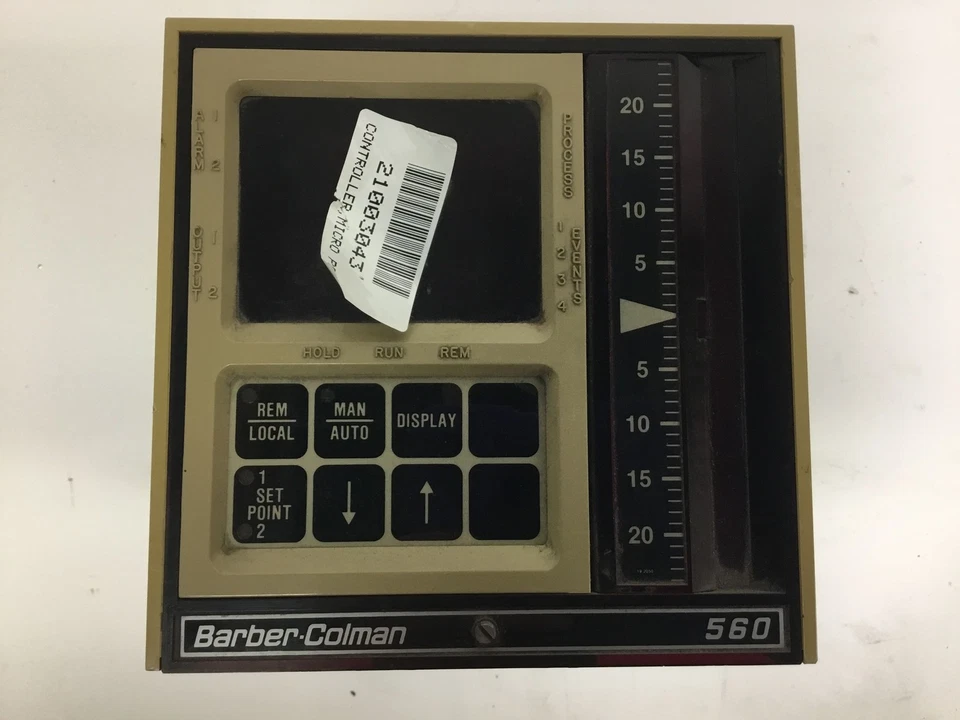 ALARM
1
2
OUTPUT
1
2
CONTROLLER,MICRO
21003043
PROCESS
EVENTS
1
2
3
4
HOLD RUN REM
REM
LOCAL
MAN
AUTO
DISPLAY
1
SET
POINT
2
20
15
10
5
5
10
15
20
Barber-Colman
560